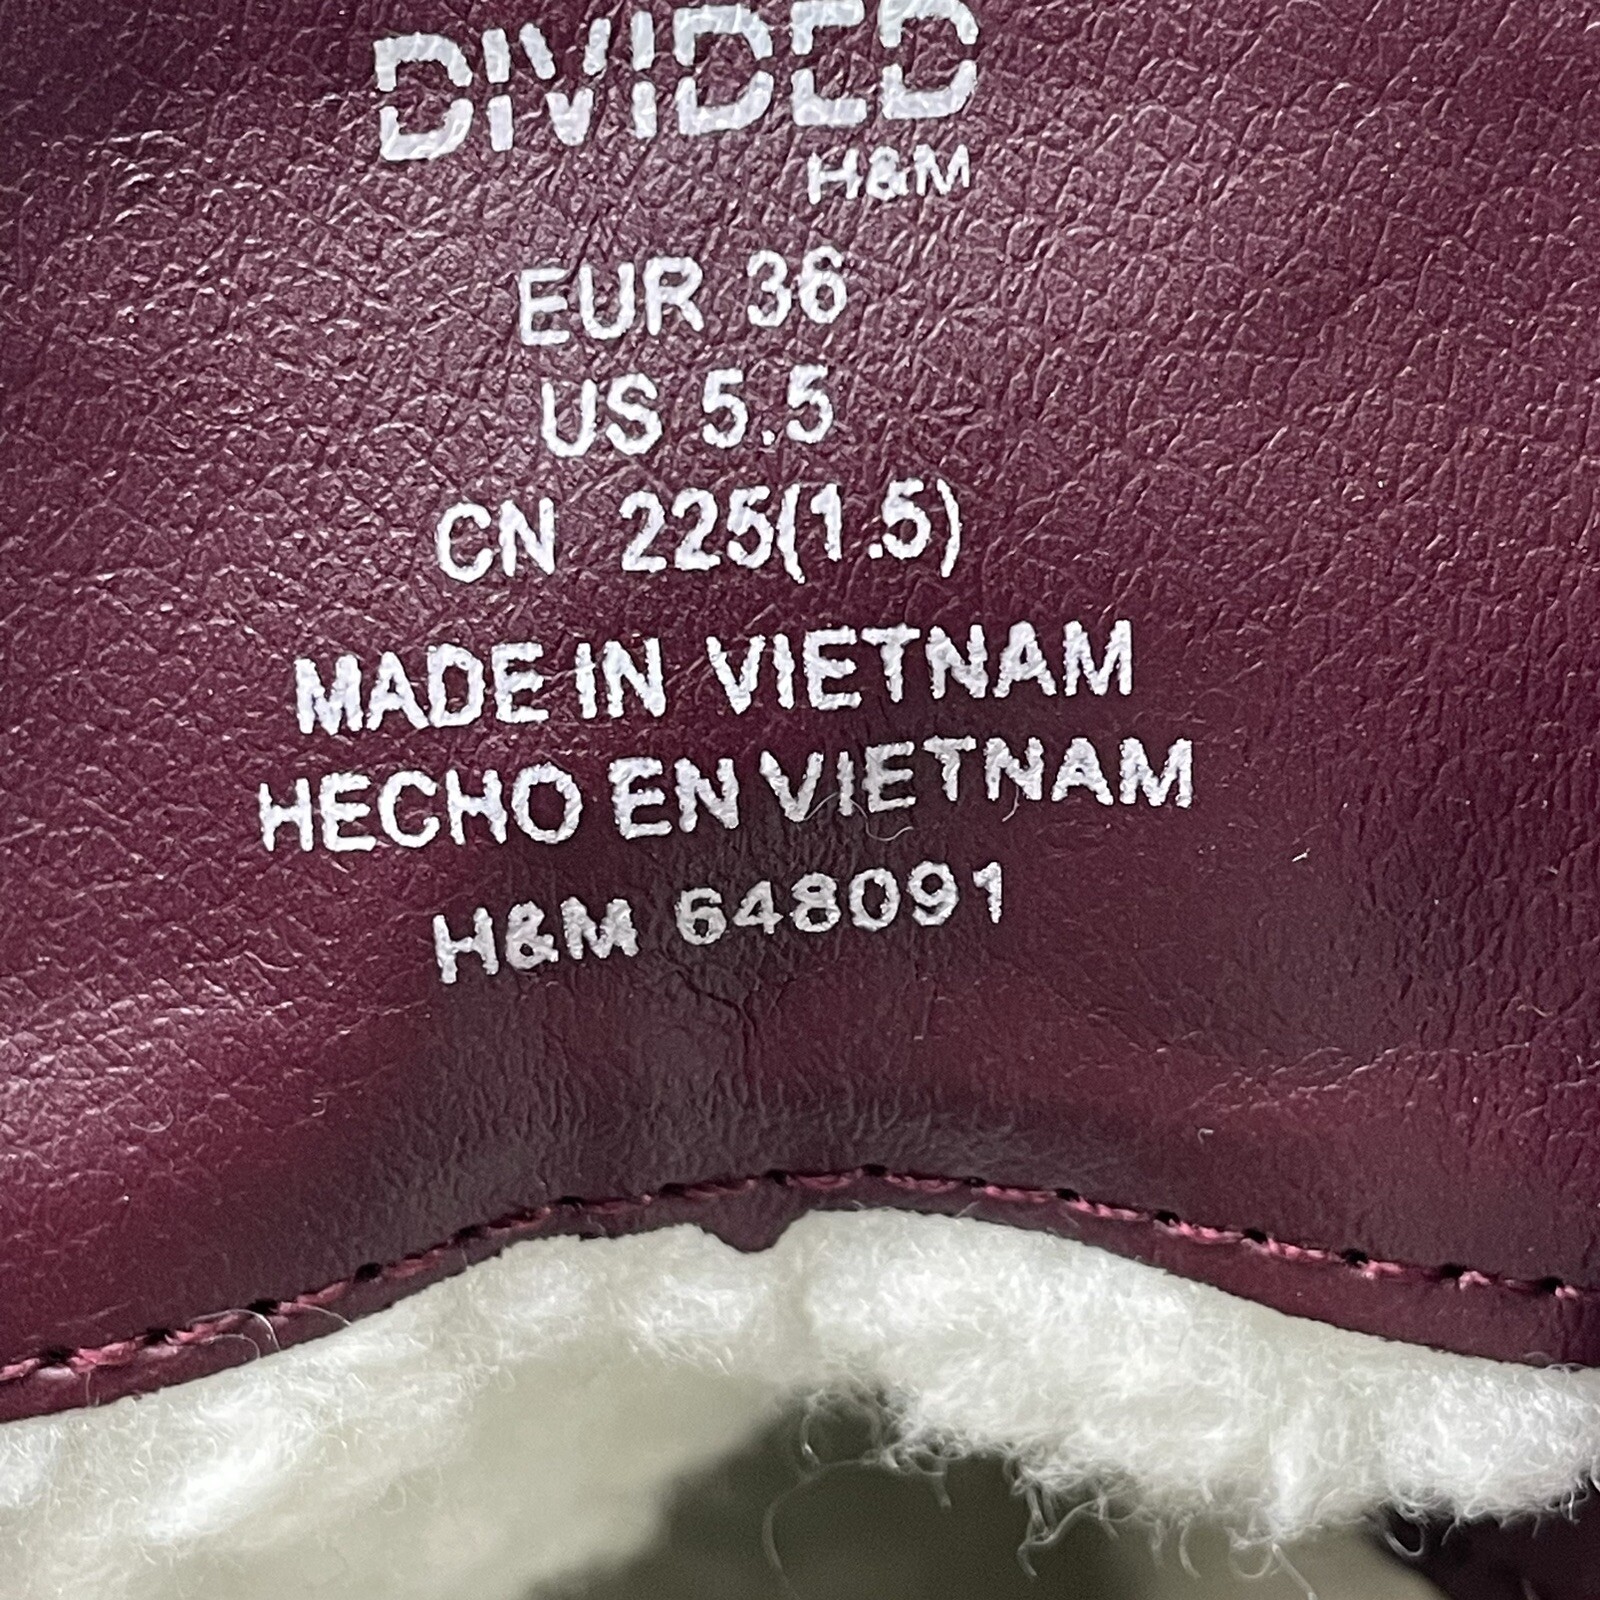 DIVIDED
H&M
EUR 36
US 5.5
CN 225(1.5)
MADE IN VIETNAM
HECHO EN VIETNAM
H&M 648091